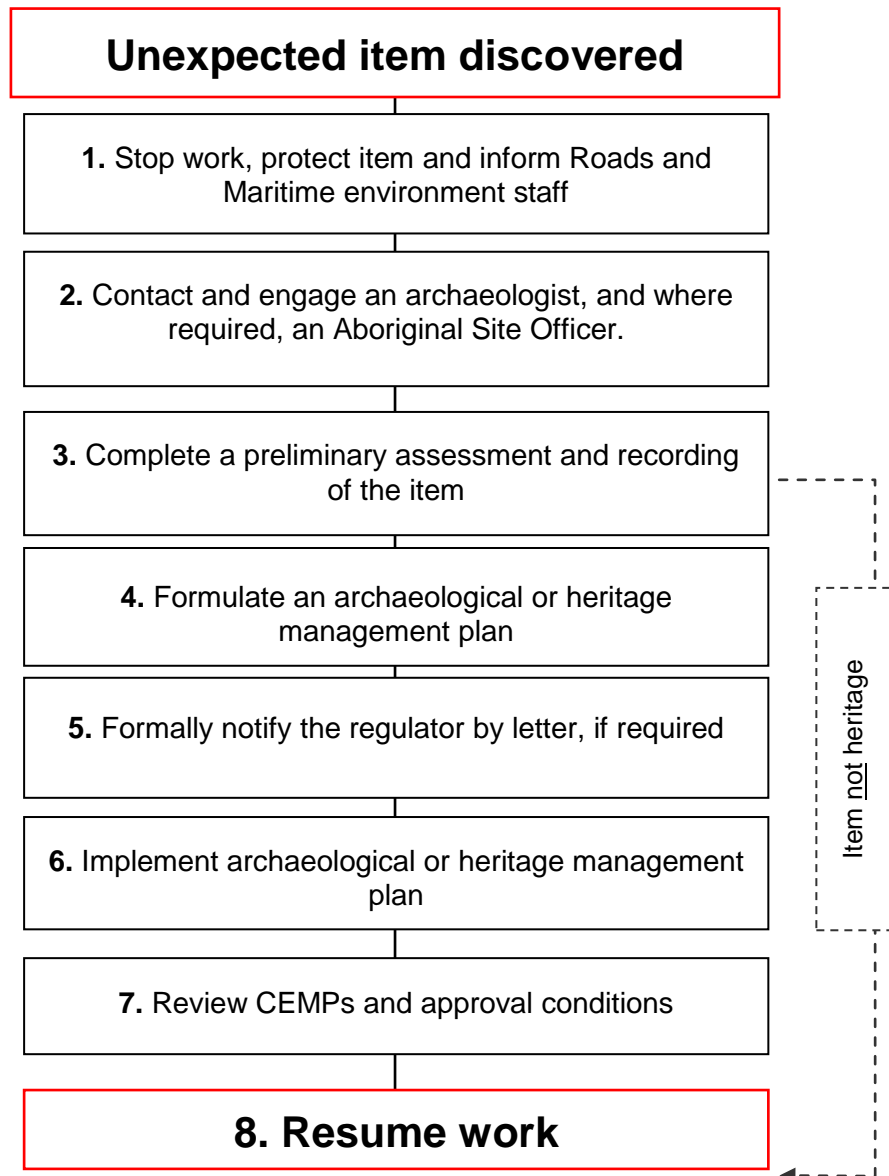 Unexpected item discovered
1. Stop work, protect item and inform Roads and
Maritime environment staff
2. Contact and engage an archaeologist, and where
required, an Aboriginal Site Officer.
3. Complete a preliminary assessment and recording
of the item
4. Formulate an archaeological or heritage
management plan
5. Formally notify the regulator by letter, if required
Item not heritage
6. Implement archaeological or heritage management
plan
7. Review CEMPs and approval conditions
8. Resume work